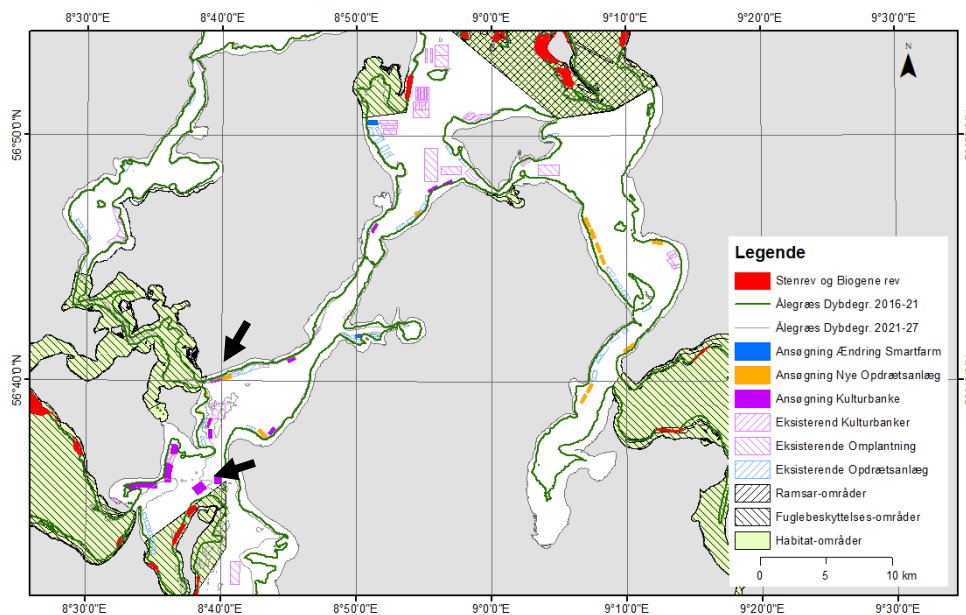 8°30'0"E
8°40'0"E
8°50'0"E
9°0'0"E
9°10'0"E
9°20'0"E
9°30'0"E
N
56°50'0"N
56°40'0"N
Legende
Stenrev og Biogene rev
Ålegræs Dybdegr. 2016-21
Ålegræs Dybdegr. 2021-27
Ansøgning Ændring Smartfarm
Ansøgning Nye Opdrætsanlæg
Ansøgning Kulturbanke
Eksisterend Kulturbanker
Eksisterende Omplantning
Eksisterende Opdrætsanlæg
Ramsar-områder
Fuglebeskyttelses-områder
Habitat-områder
0 5 10 km
8°30'0"E
8°40'0"E
8°50'0"E
9°0'0"E
9°10'0"E
9°20'0"E
9°30'0"E